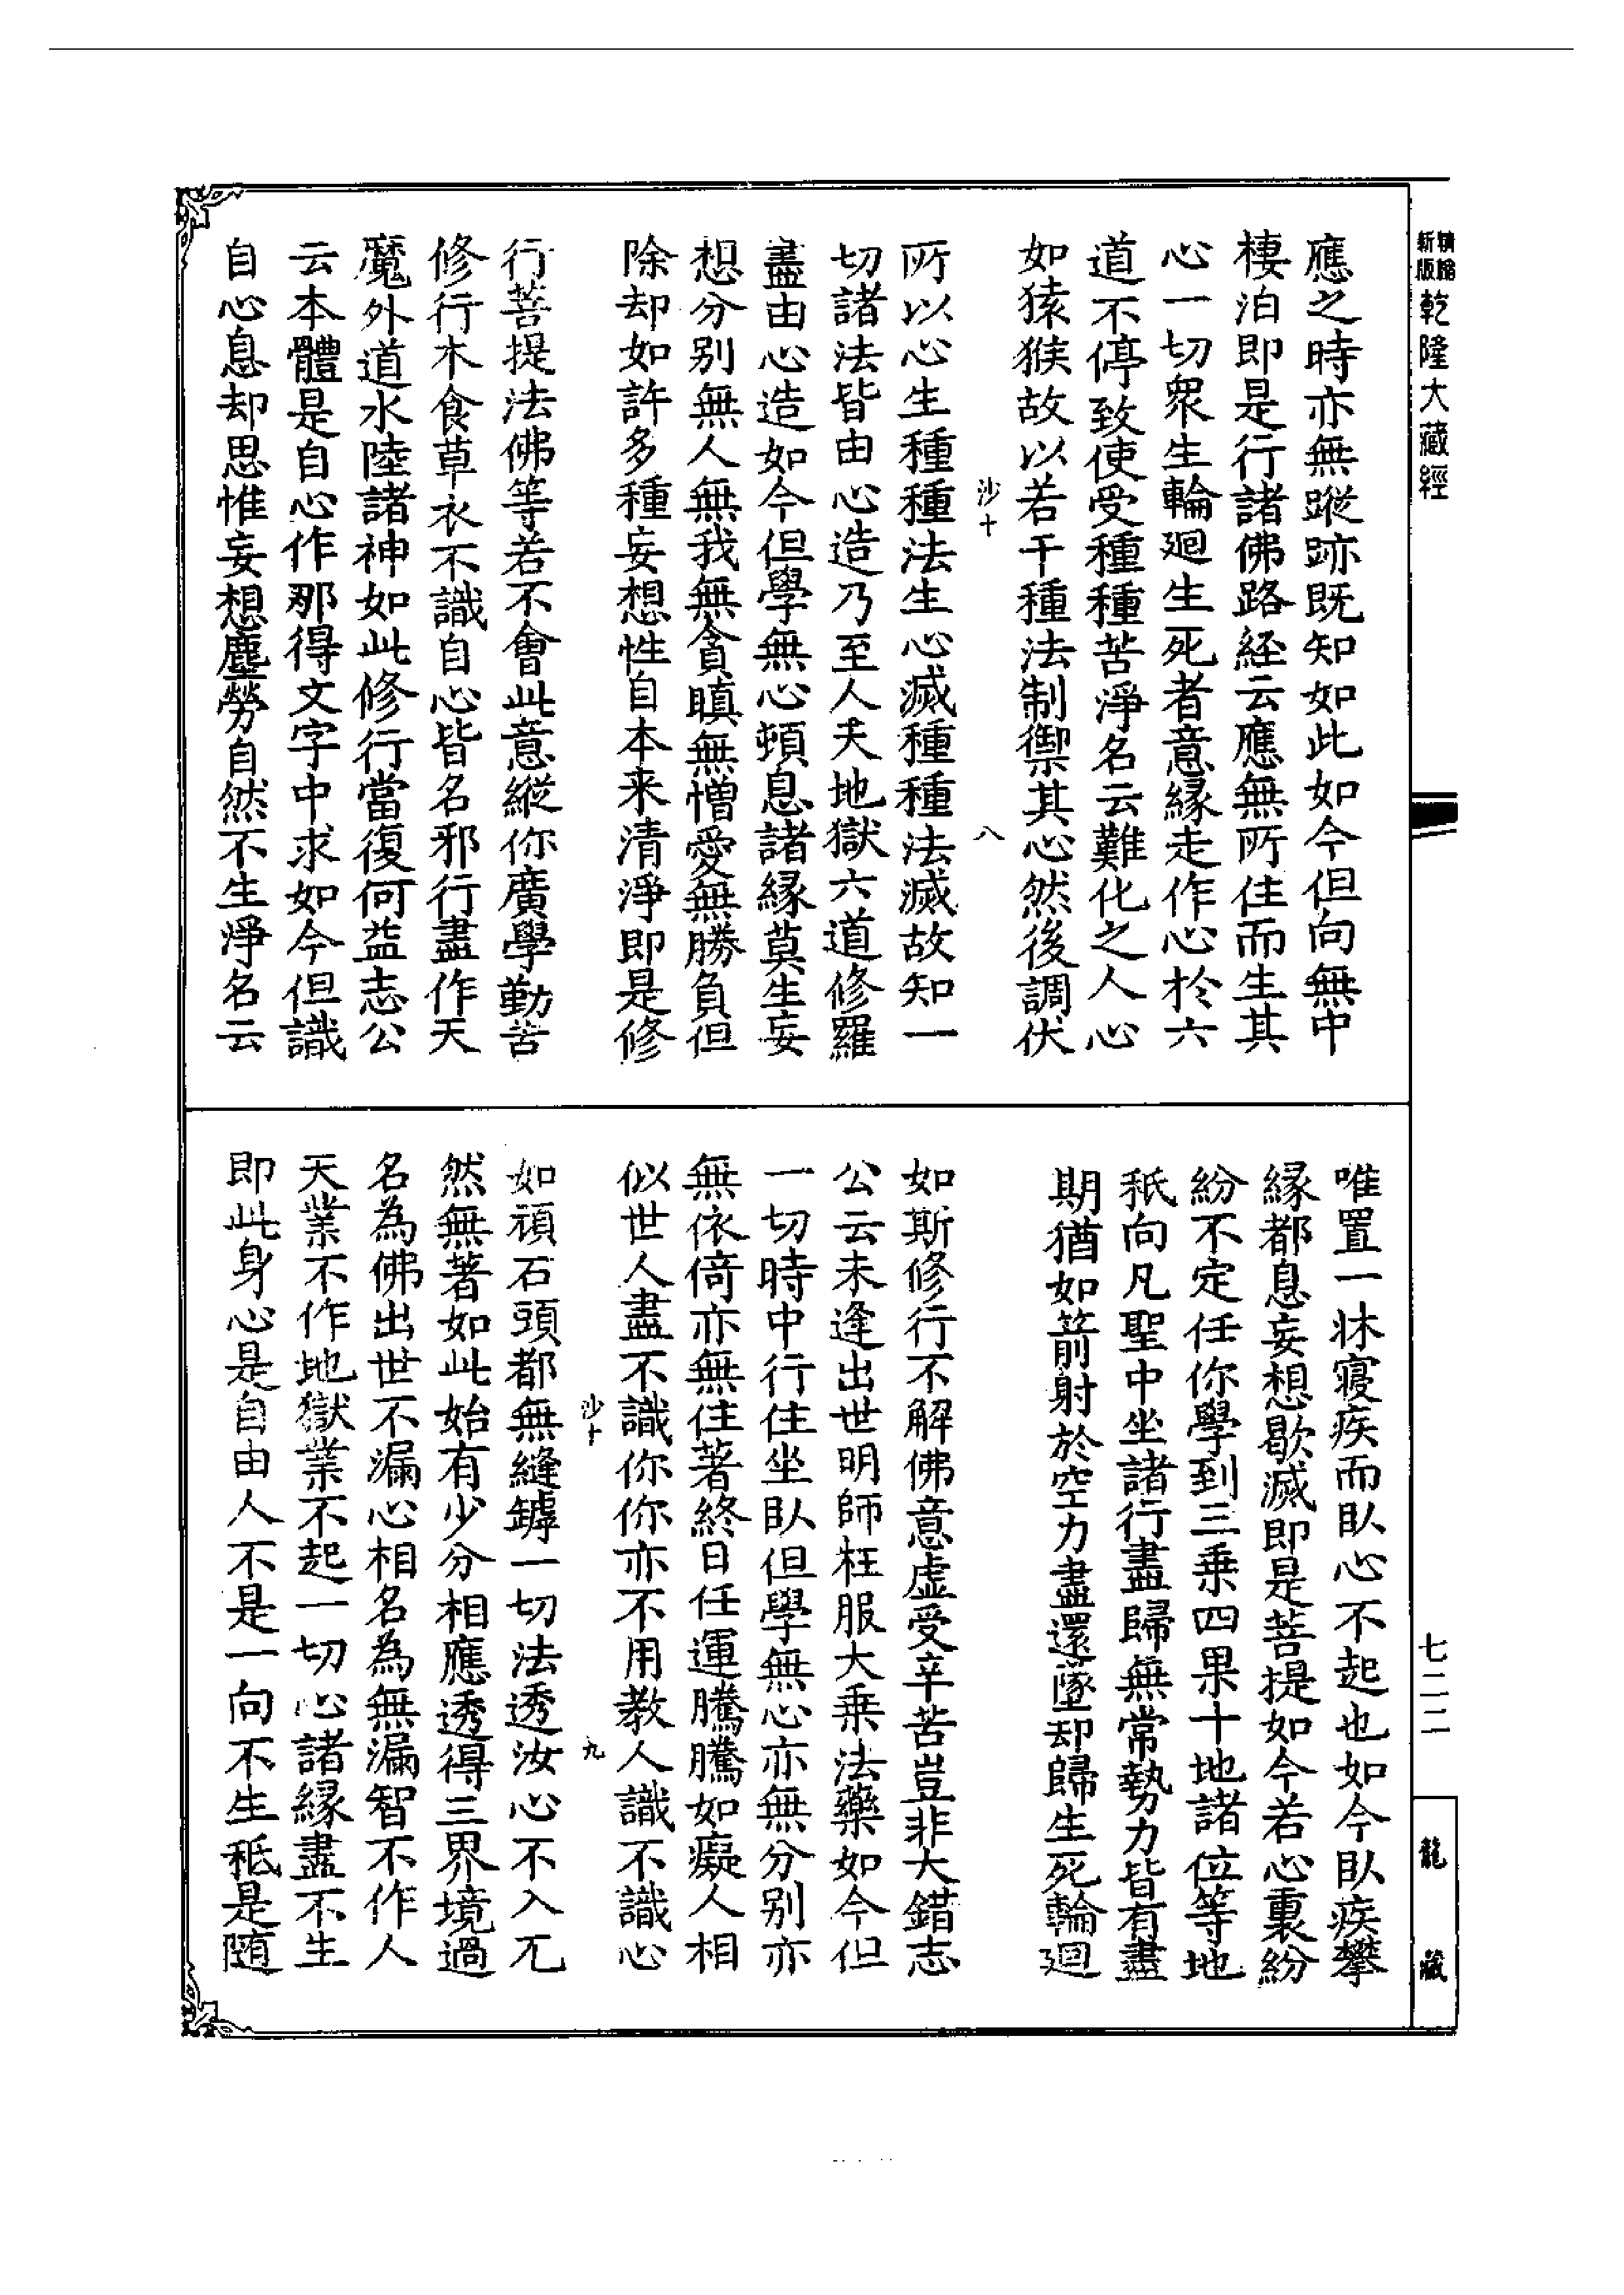 新版精縮乾隆大藏經
應之時亦無蹤跡既知如此如今但向無中
棲泊即是行諸佛路經云應無所住而生其
心一切眾生輪廻生死者意緣走作心於六
道不停致使受種種苦淨名云難化之人心
如猿猴故以若干種法制禦其心然後調伏
沙十 八
所以心生種種法生心滅種種法滅故知一
切諸法皆由心造乃至人天地獄六道修羅
盡由心造如今但學無心頓息諸緣莫生妄
想分別無人無我無貪瞋無憎愛無勝負但
除却如許多種妄想性自本来清淨即是修
行菩提法佛等若不會此意縱你廣學勤苦
修行木食草衣不識自心皆名邪行盡作天
魔外道水陸諸神如此修行當復何益志公
云本體是自心作那得文字中求如今但識
自心息却思惟妄想塵勞自然不生淨名云
唯置一牀寢疾而臥心不起也如今臥疾攀
緣都息妄想歇滅即是菩提如今若心裏紛
紛不定任你學到三乗四果十地諸位等地
秖向凡聖中坐諸行盡歸無常勢力皆有盡
期猶如箭射於空力盡還墜却歸生死輪廻
如斯修行不解佛意虛受辛苦豈非大錯志
公云未逢出世明師枉服大乗法藥如今但
一切時中行住坐臥但學無心亦無分別亦
無依倚亦無住著終日任運騰騰如癡人相
似世人盡不識你你亦不用教人識不識心
沙十 九
如頑石頭都無縫罅一切法透汝心不入兀
然無著如此始有少分相應透得三界境過
名為佛出世不漏心相名為無漏智不作人
天業不作地獄業不起一切心諸緣盡不生
即此身心是自由人不是一向不生秖是隨
七二二
龍藏